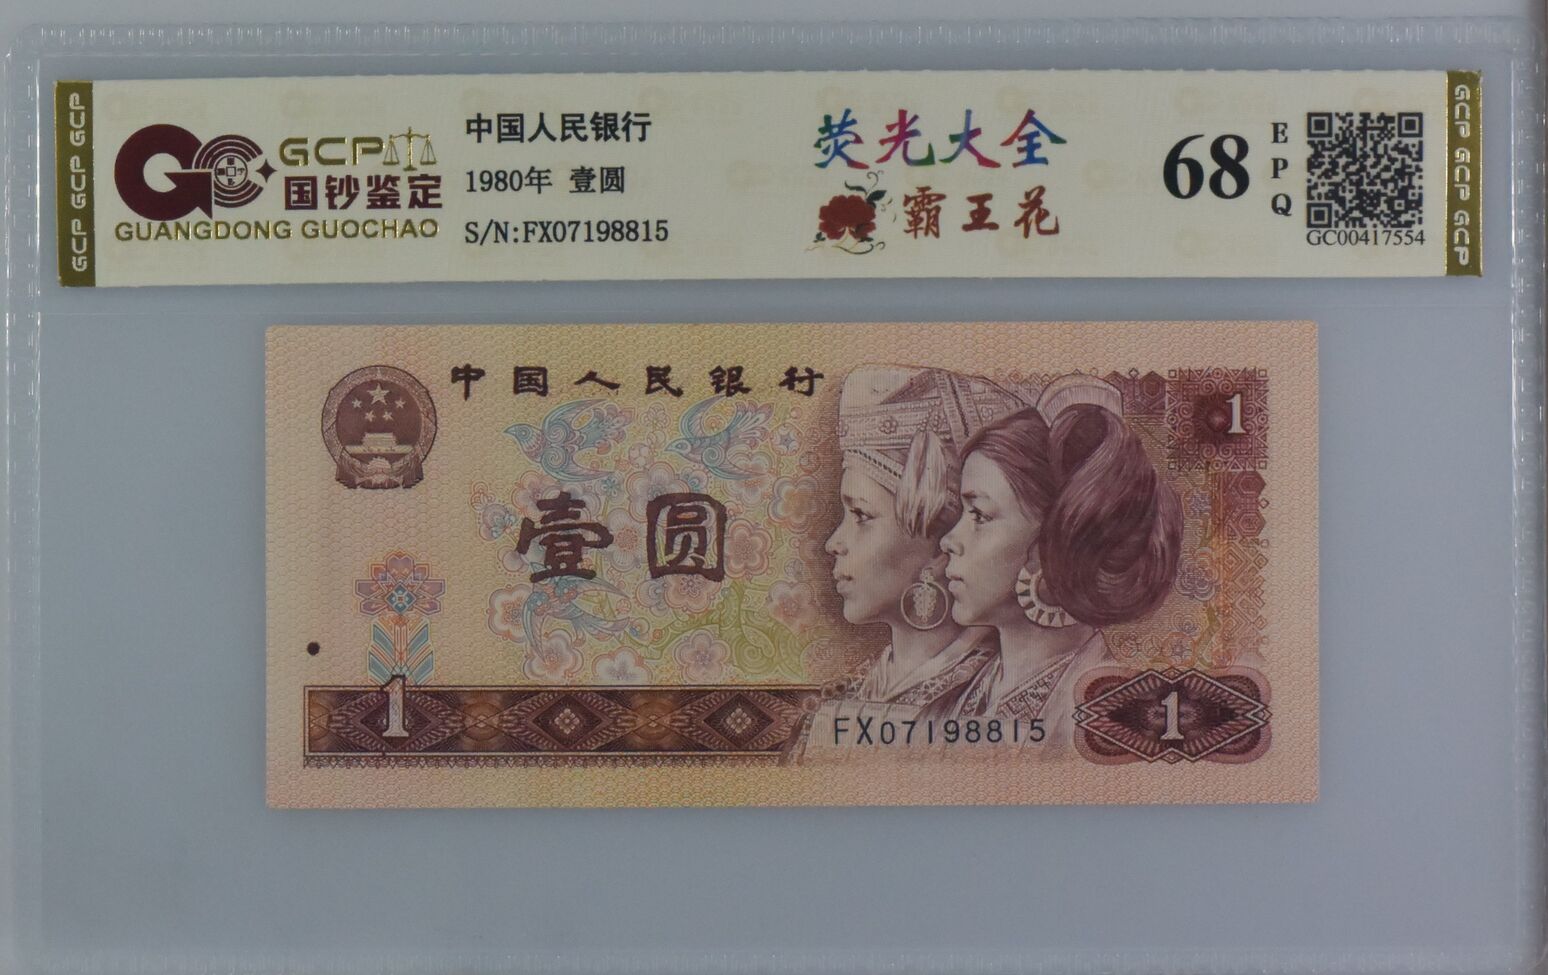 GCP GCP GCP
GCP
国钞鉴定
GUANGDONG GUOCHAO
中国人民银行
1980年 壹圆
S/N:FX07198815
荧光大全
霸王花
68
EPQ
GC00417554
GCP GCP GCP
中国人民银行
1
壹圆
1
FX07198815
1